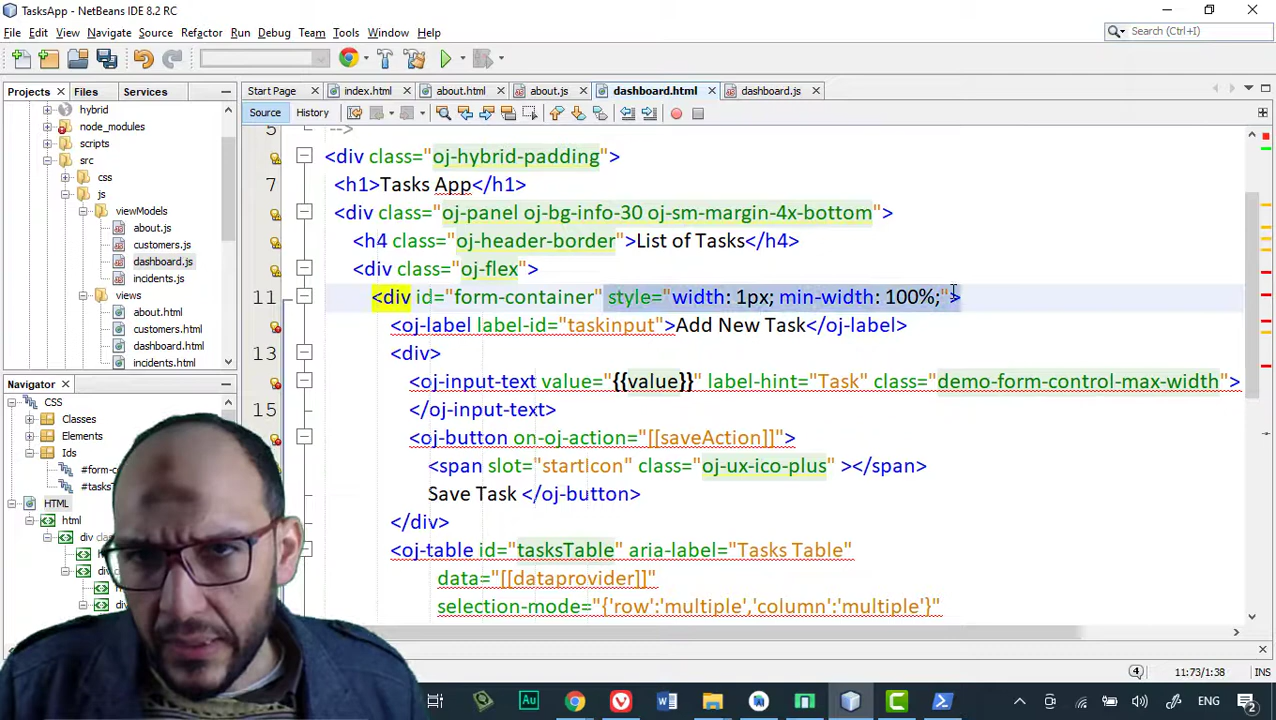 TasksApp - NetBeans IDE 8.2 RC
File Edit View Navigate Source Refactor Run Debug Team Tools Window Help
Search (Ctrl+I)
Projects Files Services
Start Page index.html about.html about.js dashboard.html dashboard.js
Source History
hybrid
node_modules
scripts
src
css
js
viewModels
about.js
customers.js
dashboard.js
incidents.js
views
about.html
customers.html
dashboard.html
incidents.html
Navigator
CSS
Classes
Elements
Ids
HTML
html
5 -->
<div class="oj-hybrid-padding">
7 <h1>Tasks App</h1>
<div class="oj-panel oj-bg-info-30 oj-sm-margin-4x-bottom">
<h4 class="oj-header-border">List of Tasks</h4>
<div class="oj-flex">
11 <div id="form-container" style="width: 1px; min-width: 100%;">
<oj-label label-id="taskinput">Add New Task</oj-label>
13 <div>
<oj-input-text value="{{value}}" label-hint="Task" class="demo-form-control-max-width">
15 </oj-input-text>
<oj-button on-oj-action="[[saveAction]]">
<span slot="startIcon" class="oj-ux-ico-plus" ></span>
Save Task </oj-button>
</div>
<oj-table id="tasksTable" aria-label="Tasks Table"
data="[[dataprovider]]"
selection-mode="{'row':'multiple','column':'multiple'}"
11:73/1:38 INS
ENG